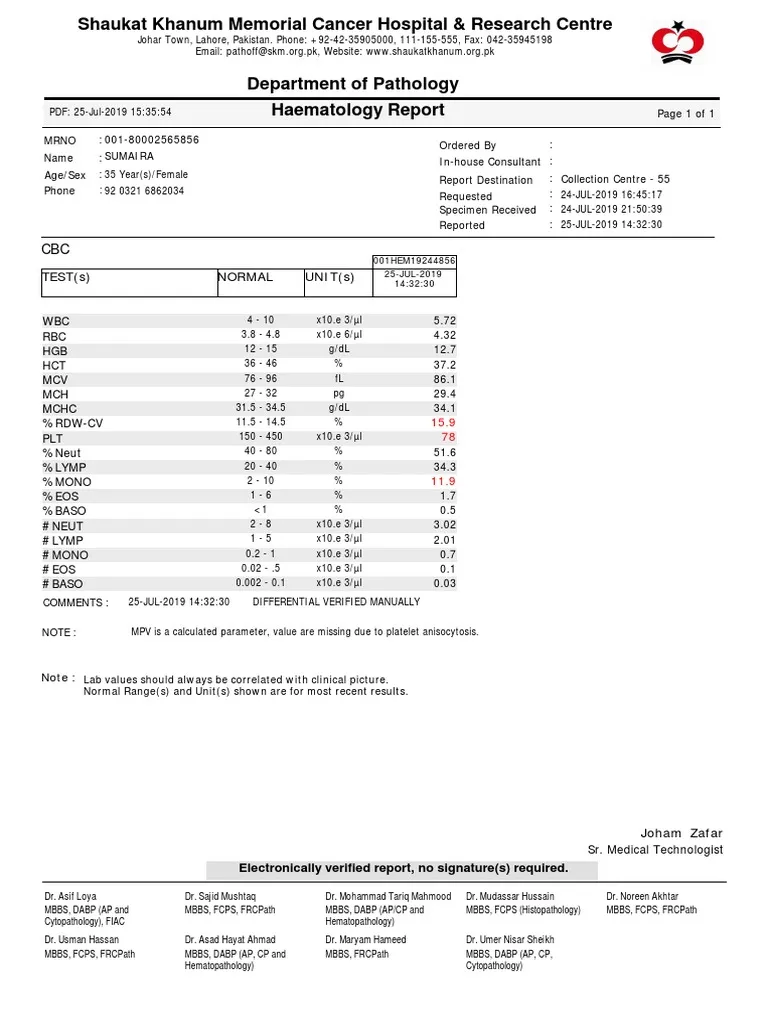 Shaukat Khanum Memorial Cancer Hospital & Research Centre
Johar Town, Lahore, Pakistan. Phone: +92-42-35905000, 111-155-555, Fax: 042-35945198
Email: pathoff@skm.org.pk, Website: www.shaukatkhanum.org.pk
Department of Pathology
PDF: 25-Jul-2019 15:35:54 Haematology Report Page 1 of 1
MRNO : 001-80002565856
Name : SUMAIRA
Age/Sex : 35 Year(s)/Female
Phone : 92 0321 6862034
Ordered By :
In-house Consultant :
Report Destination : Collection Centre - 55
Requested : 24-JUL-2019 16:45:17
Specimen Received : 24-JUL-2019 21:50:39
Reported : 25-JUL-2019 14:32:30
CBC
001HEM19244856
TEST(s) NORMAL UNIT(s) 25-JUL-2019
14:32:30
WBC 4 - 10 x10.e 3/µl 5.72
RBC 3.8 - 4.8 x10.e 6/µl 4.32
HGB 12 - 15 g/dL 12.7
HCT 36 - 46 % 37.2
MCV 76 - 96 fL 86.1
MCH 27 - 32 pg 29.4
MCHC 31.5 - 34.5 g/dL 34.1
% RDW-CV 11.5 - 14.5 % 15.9
PLT 150 - 450 x10.e 3/µl 78
% Neut 40 - 80 % 51.6
% LYMP 20 - 40 % 34.3
% MONO 2 - 10 % 11.9
% EOS 1 - 6 % 1.7
% BASO <1 % 0.5
# NEUT 2 - 8 x10.e 3/µl 3.02
# LYMP 1 - 5 x10.e 3/µl 2.01
# MONO 0.2 - 1 x10.e 3/µl 0.7
# EOS 0.02 - .5 x10.e 3/µl 0.1
# BASO 0.002 - 0.1 x10.e 3/µl 0.03
COMMENTS : 25-JUL-2019 14:32:30 DIFFERENTIAL VERIFIED MANUALLY
NOTE : MPV is a calculated parameter, value are missing due to platelet anisocytosis.
Note : Lab values should always be correlated with clinical picture.
Normal Range(s) and Unit(s) shown are for most recent results.
Joham Zafar
Sr. Medical Technologist
Electronically verified report, no signature(s) required.
Dr. Asif Loya Dr. Sajid Mushtaq Dr. Mohammad Tariq Mahmood Dr. Mudassar Hussain Dr. Noreen Akhtar
MBBS, DABP (AP and MBBS, FCPS, FRCPath MBBS, DABP (AP/CP and MBBS, FCPS (Histopathology) MBBS, FCPS, FRCPath
Cytopathology), FIAC Hematopathology)
Dr. Usman Hassan Dr. Asad Hayat Ahmad Dr. Maryam Hameed Dr. Umer Nisar Sheikh
MBBS, FCPS, FRCPath MBBS, DABP (AP, CP and MBBS, FRCPath MBBS, DABP (AP, CP,
Hematopathology) Cytopathology)